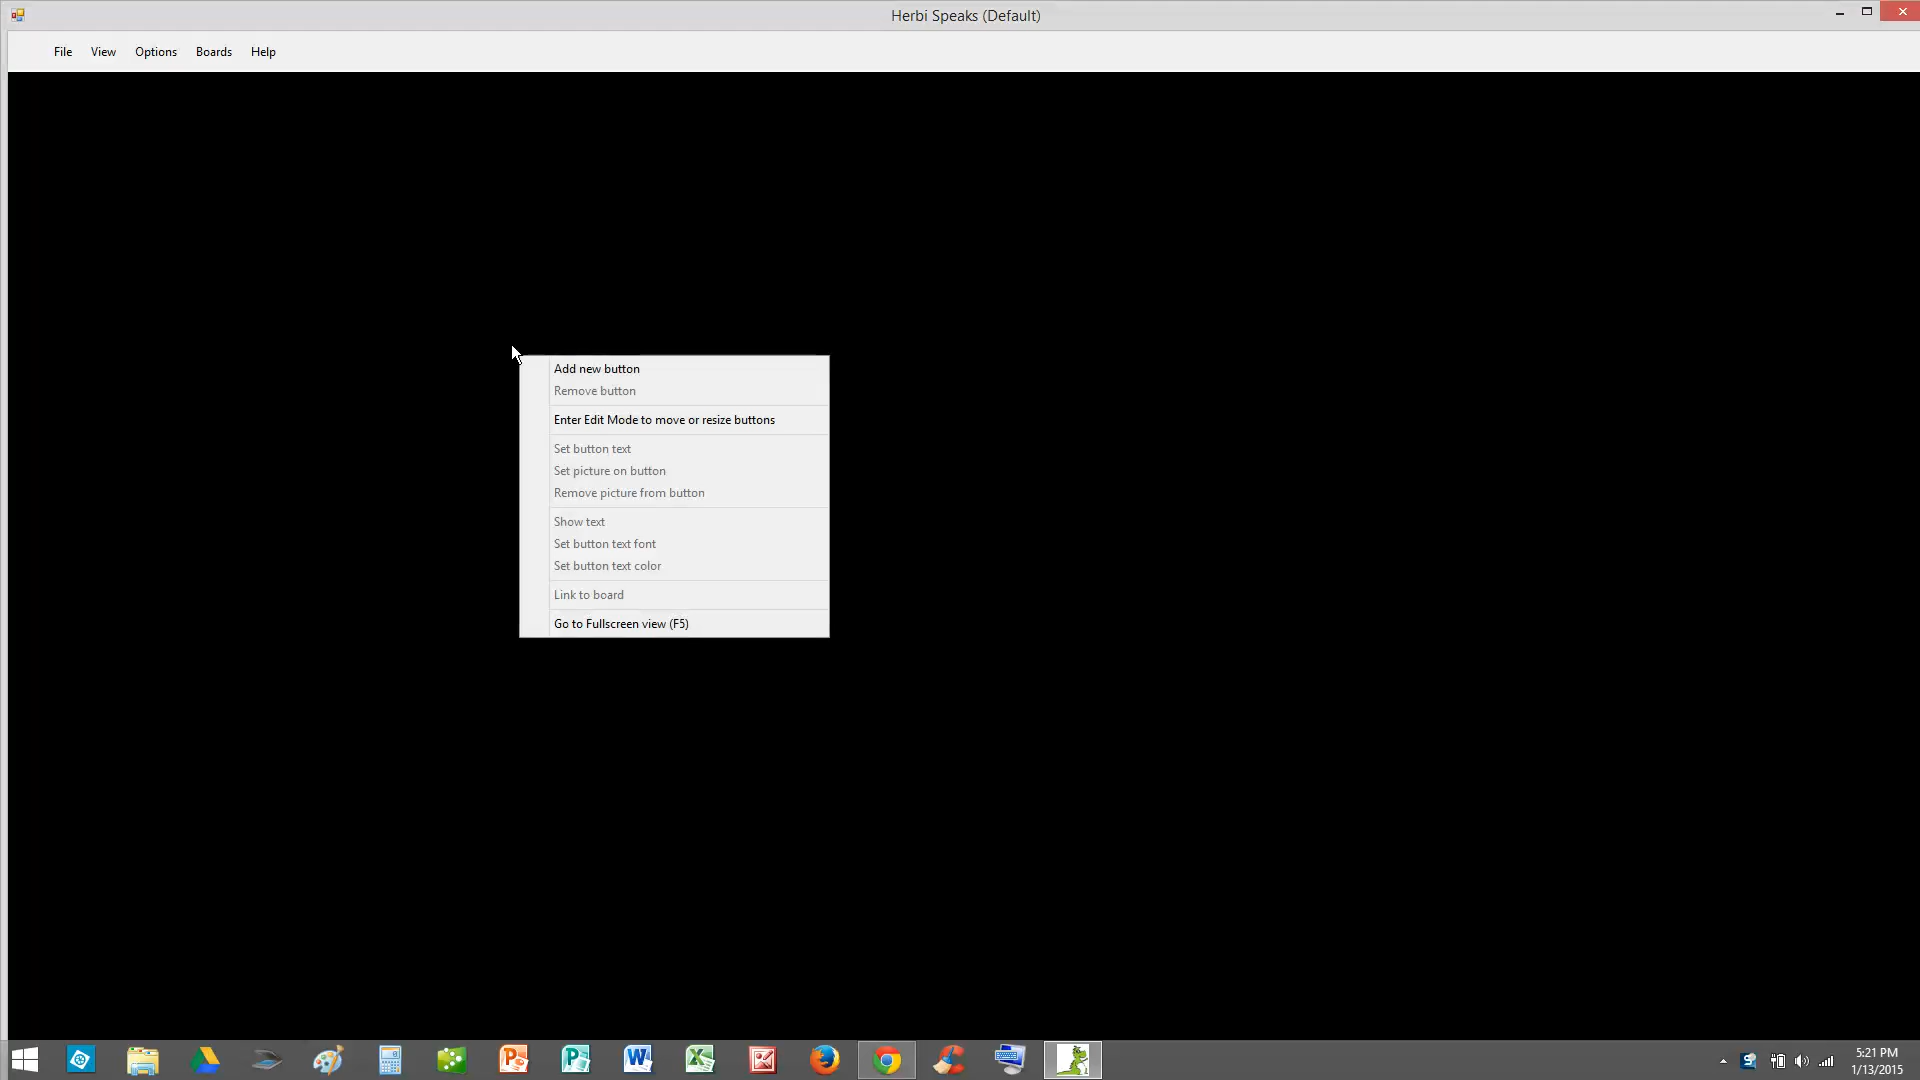 Herbi Speaks (Default)
File View Options Boards Help
Add new button
Remove button
Enter Edit Mode to move or resize buttons
Set button text
Set picture on button
Remove picture from button
Show text
Set button text font
Set button text color
Link to board
Go to Fullscreen view (F5)
5:21 PM
1/13/2015